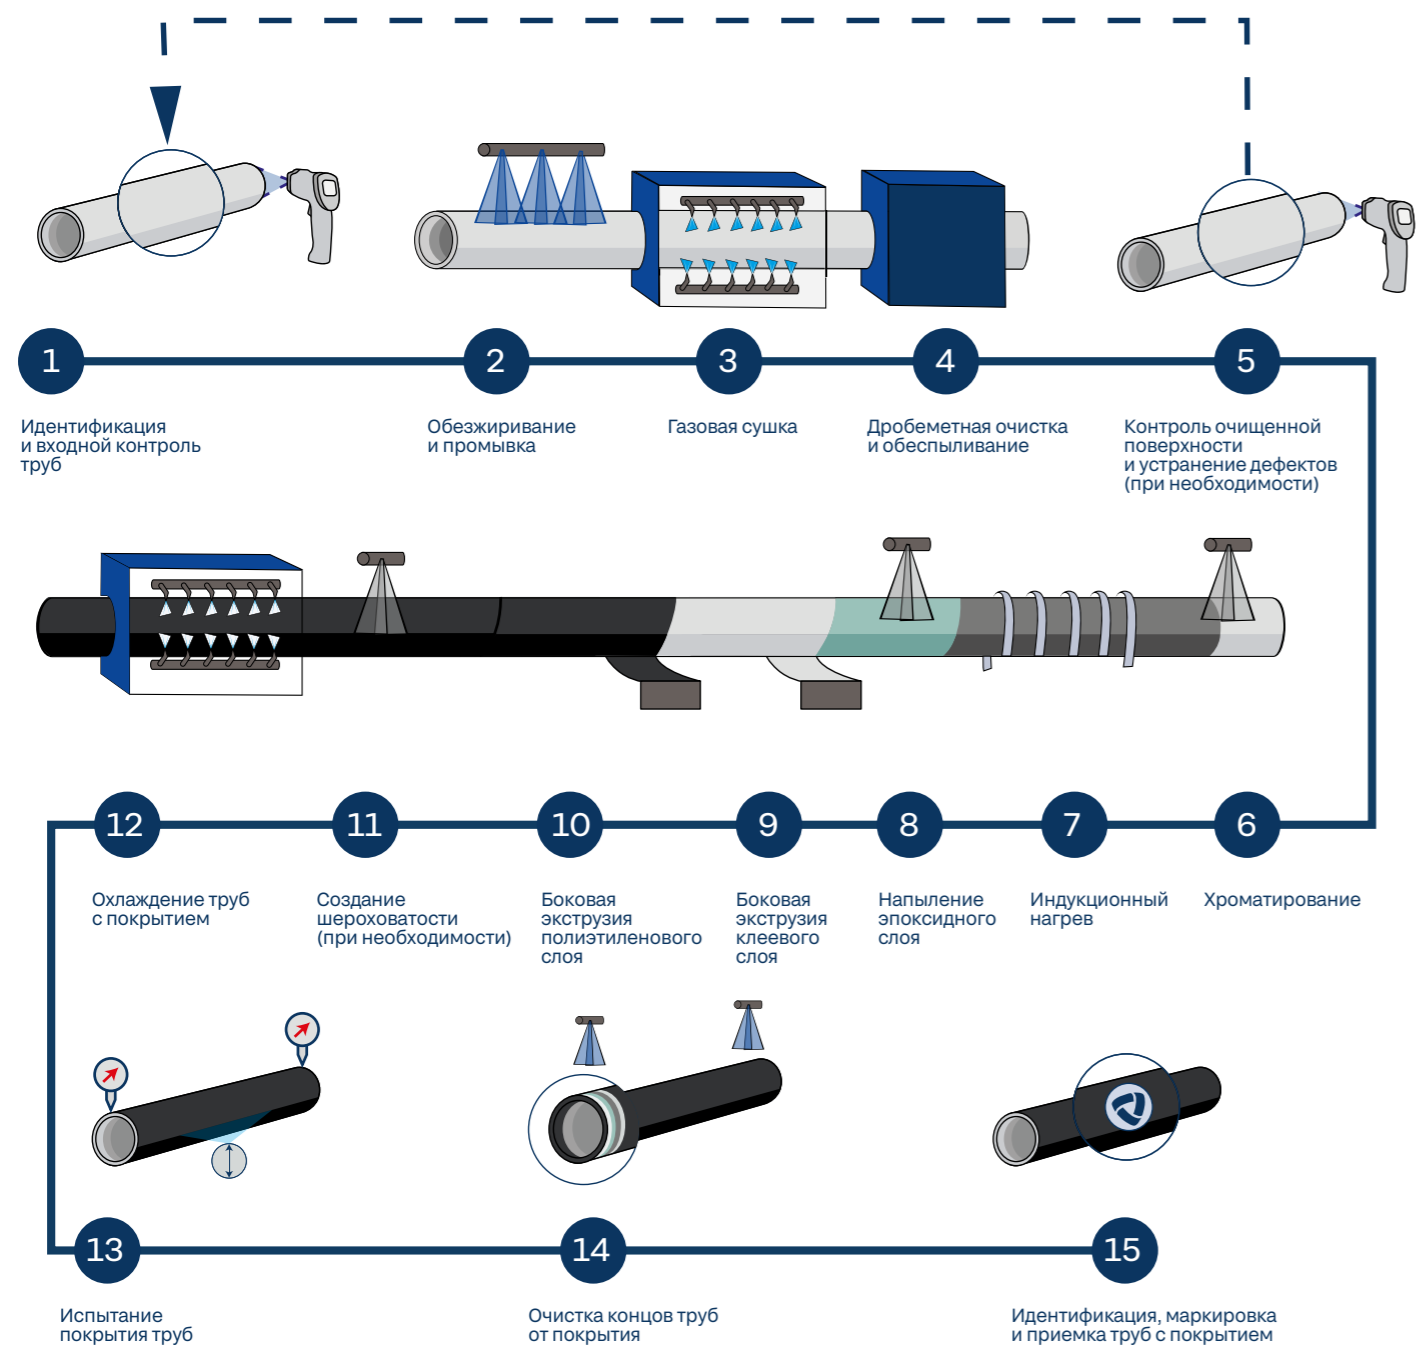 1
2
3
4
5
Идентификация
и входной контроль
труб
Обезжиривание
и промывка
Газовая сушка
Дробеметная очистка
и обеспыливание
Контроль очищенной
поверхности
и устранение дефектов
(при необходимости)
12
11
10
9
8
7
6
Охлаждение труб
с покрытием
Создание
шероховатости
(при необходимости)
Боковая
экструзия
полиэтиленового
слоя
Боковая
экструзия
клеевого
слоя
Напыление
эпоксидного
слоя
Индукционный
нагрев
Хроматирование
13
14
15
Испытание
покрытия труб
Очистка концов труб
от покрытия
Идентификация, маркировка
и приемка труб с покрытием